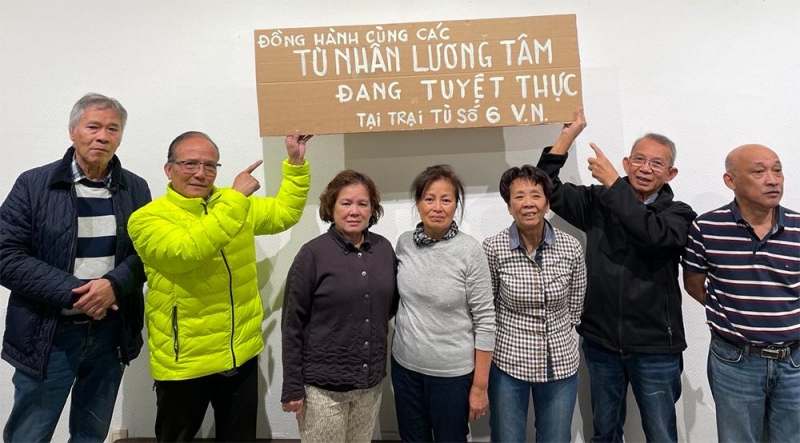 ĐỒNG HÀNH CÙNG CÁC
TÙ NHÂN LƯƠNG TÂM
ĐANG TUYỆT THỰC
TẠI TRẠI TÙ SỐ 6 V.N.